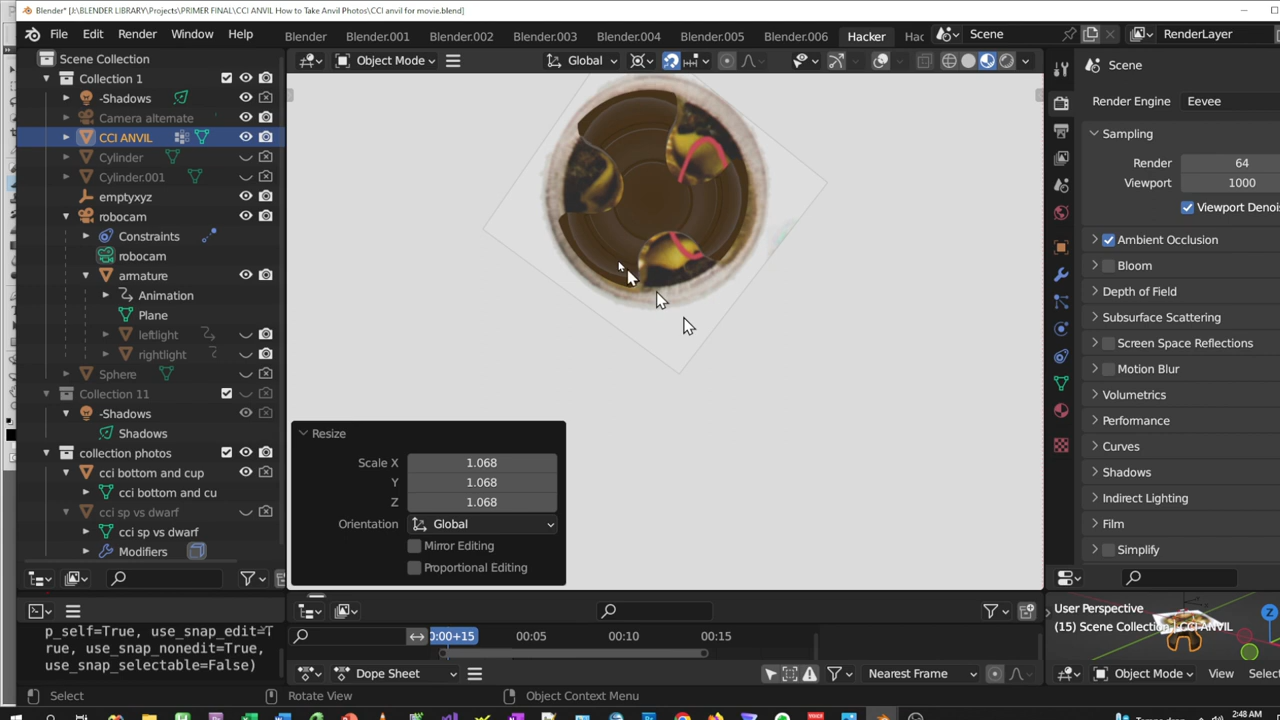 Blender* [J:\BLENDER LIBRARY\Projects\PRIMER FINAL\CCI ANVIL How to Take Anvil Photos\CCI anvil for movie.blend]
File Edit Render Window Help Blender Blender.001 Blender.002 Blender.003 Blender.004 Blender.005 Blender.006 Hacker Hac Scene RenderLayer
Scene Collection
Collection 1
-Shadows
Camera alternate
CCI ANVIL
Cylinder
Cylinder.001
emptyxyz
robocam
Constraints
robocam
armature
Animation
Plane
leftlight
rightlight
Sphere
Collection 11
-Shadows
Shadows
collection photos
cci bottom and cup
cci bottom and cu
cci sp vs dwarf
cci sp vs dwarf
Modifiers
p_self=True, use_snap_edit=T
rue, use_snap_nonedit=True,
use_snap_selectable=False)
Object Mode Global
Resize
Scale X 1.068
Y 1.068
Z 1.068
Orientation Global
Mirror Editing
Proportional Editing
0:00+15 00:05 00:10 00:15
Dope Sheet Nearest Frame
Scene
Render Engine Eevee
Sampling
Render 64
Viewport 1000
Viewport Denois
Ambient Occlusion
Bloom
Depth of Field
Subsurface Scattering
Screen Space Reflections
Motion Blur
Volumetrics
Performance
Curves
Shadows
Indirect Lighting
Film
Simplify
User Perspective
(15) Scene Collection | CCI ANVIL
Z
Object Mode View Select
Select Rotate View Object Context Menu
2:48 AM